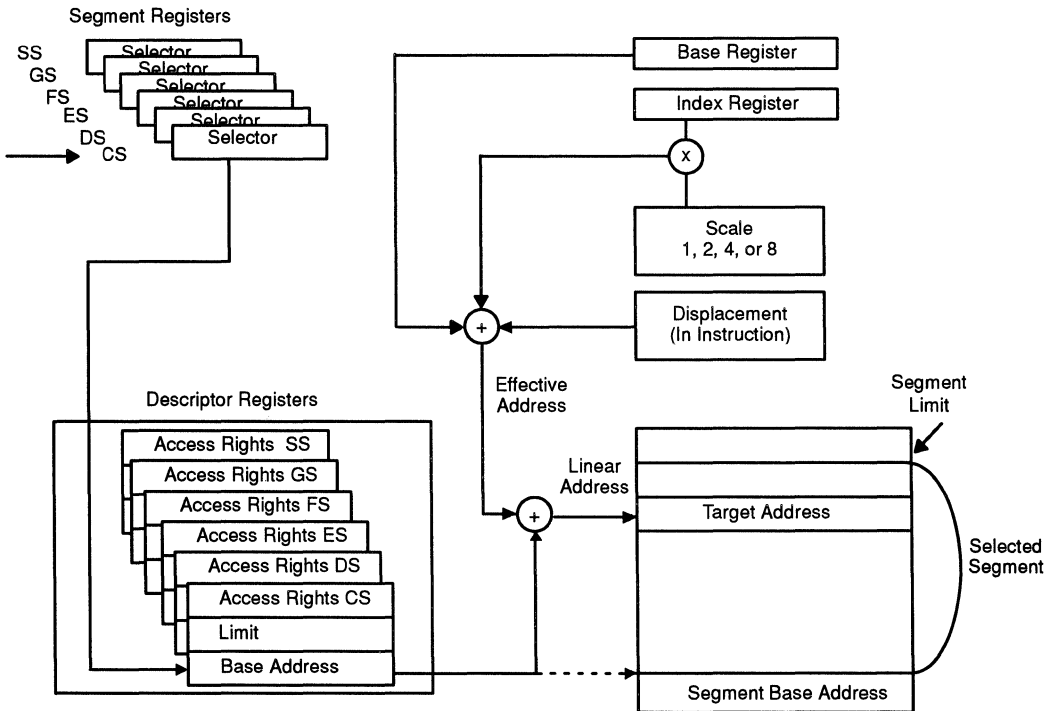 Segment Registers
SS
GS
FS
ES
DS
CS
Selector
Selector
Selector
Selector
Selector
Selector
Base Register
Index Register
x
Scale
1, 2, 4, or 8
Displacement
(In Instruction)
+
Effective
Address
Descriptor Registers
Access Rights SS
Access Rights GS
Access Rights FS
Access Rights ES
Access Rights DS
Access Rights CS
Limit
Base Address
+
Linear
Address
Segment
Limit
Target Address
Selected
Segment
Segment Base Address